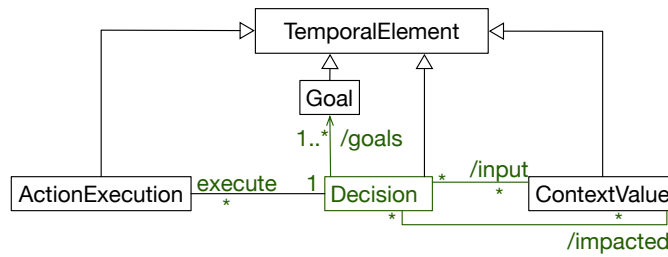 TemporalElement
Goal
1..* /goals
ActionExecution
execute
*
1
Decision
*
/input
*
ContextValue
*
*
/impacted